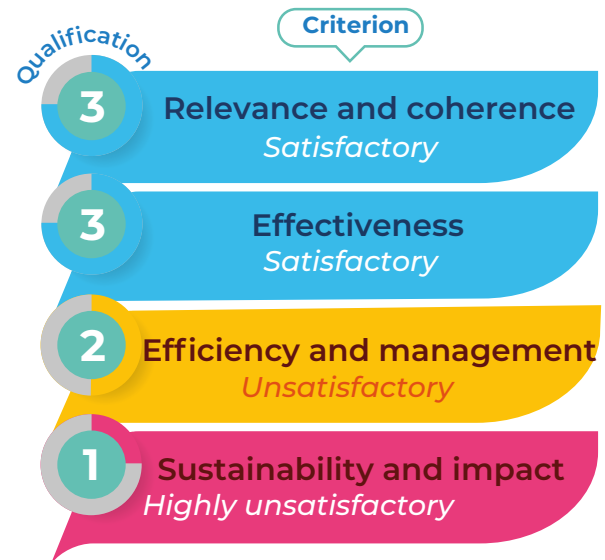 Qualification
Criterion
3
Relevance and coherence
Satisfactory
3
Effectiveness
Satisfactory
2
Efficiency and management
Unsatisfactory
1
Sustainability and impact
Highly unsatisfactory